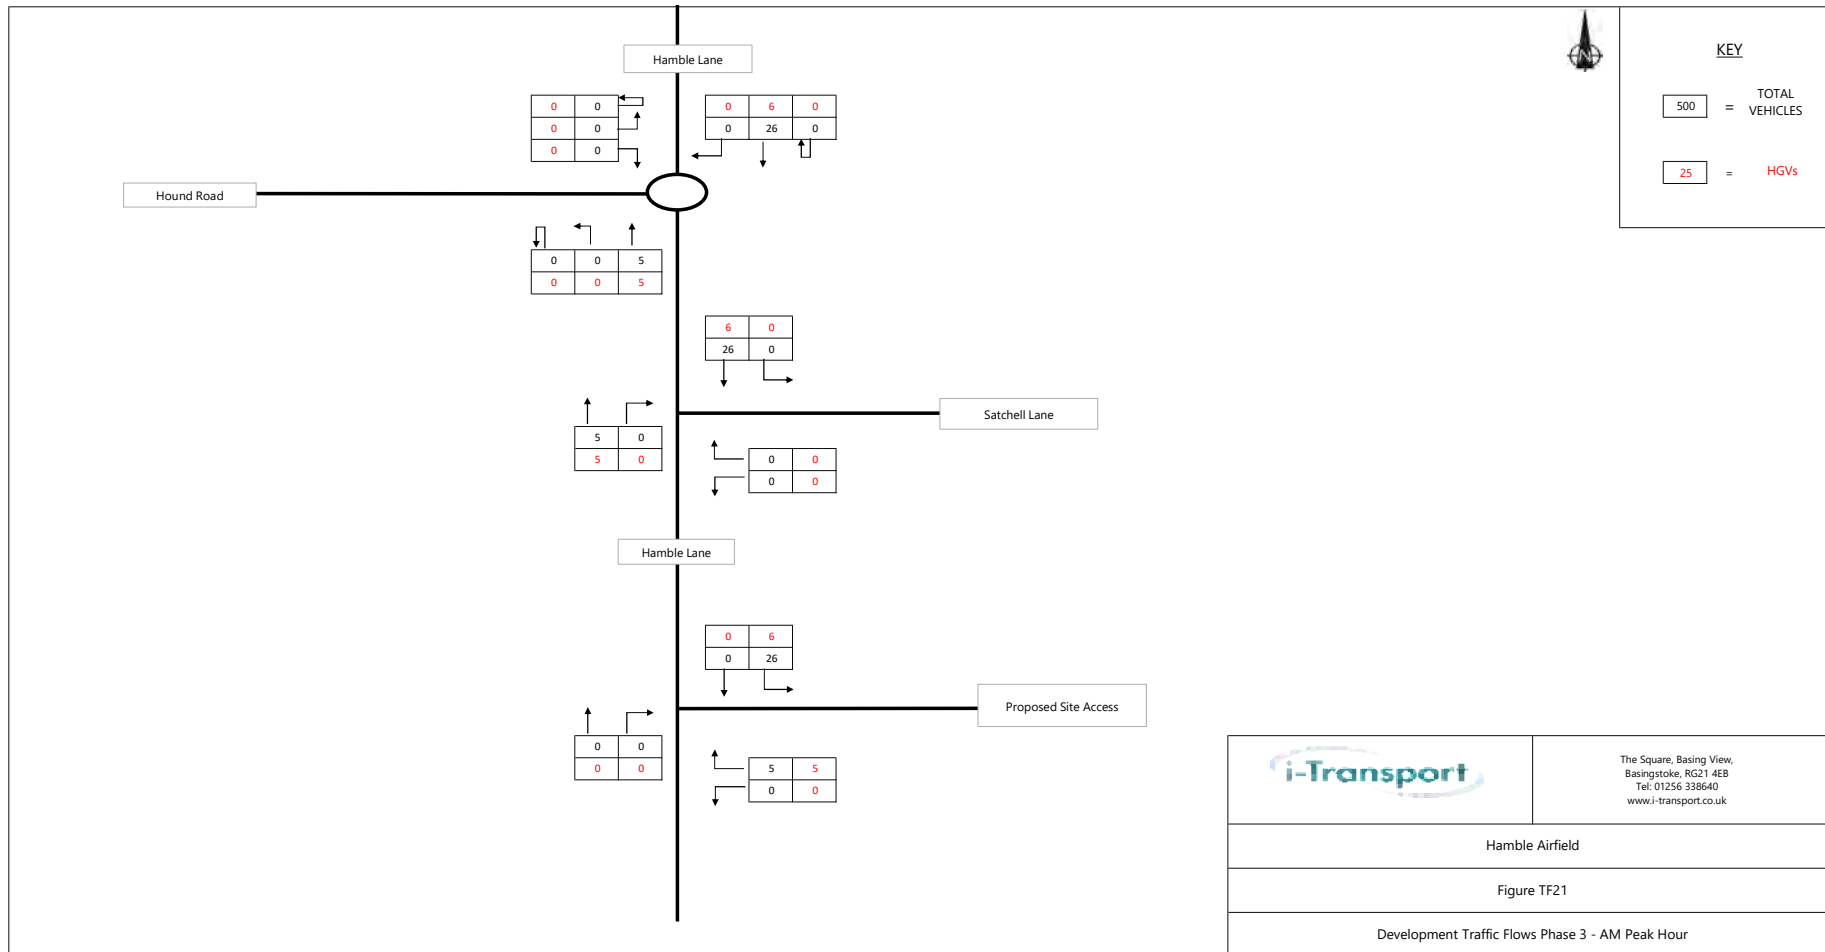 Hamble Lane
KEY
500 = TOTAL VEHICLES
25 = HGVs
0 0
0 0
0 0
0 6 0
0 26 0
Hound Road
0 0 5
0 0 5
6 0
26 0
Satchell Lane
5 0
5 0
0 0
0 0
Hamble Lane
0 6
0 26
Proposed Site Access
0 0
0 0
5 5
0 0
N
i-Transport
The Square, Basing View,
Basingstoke, RG21 4EB
Tel: 01256 338640
www.i-transport.co.uk
Hamble Airfield
Figure TF21
Development Traffic Flows Phase 3 - AM Peak Hour